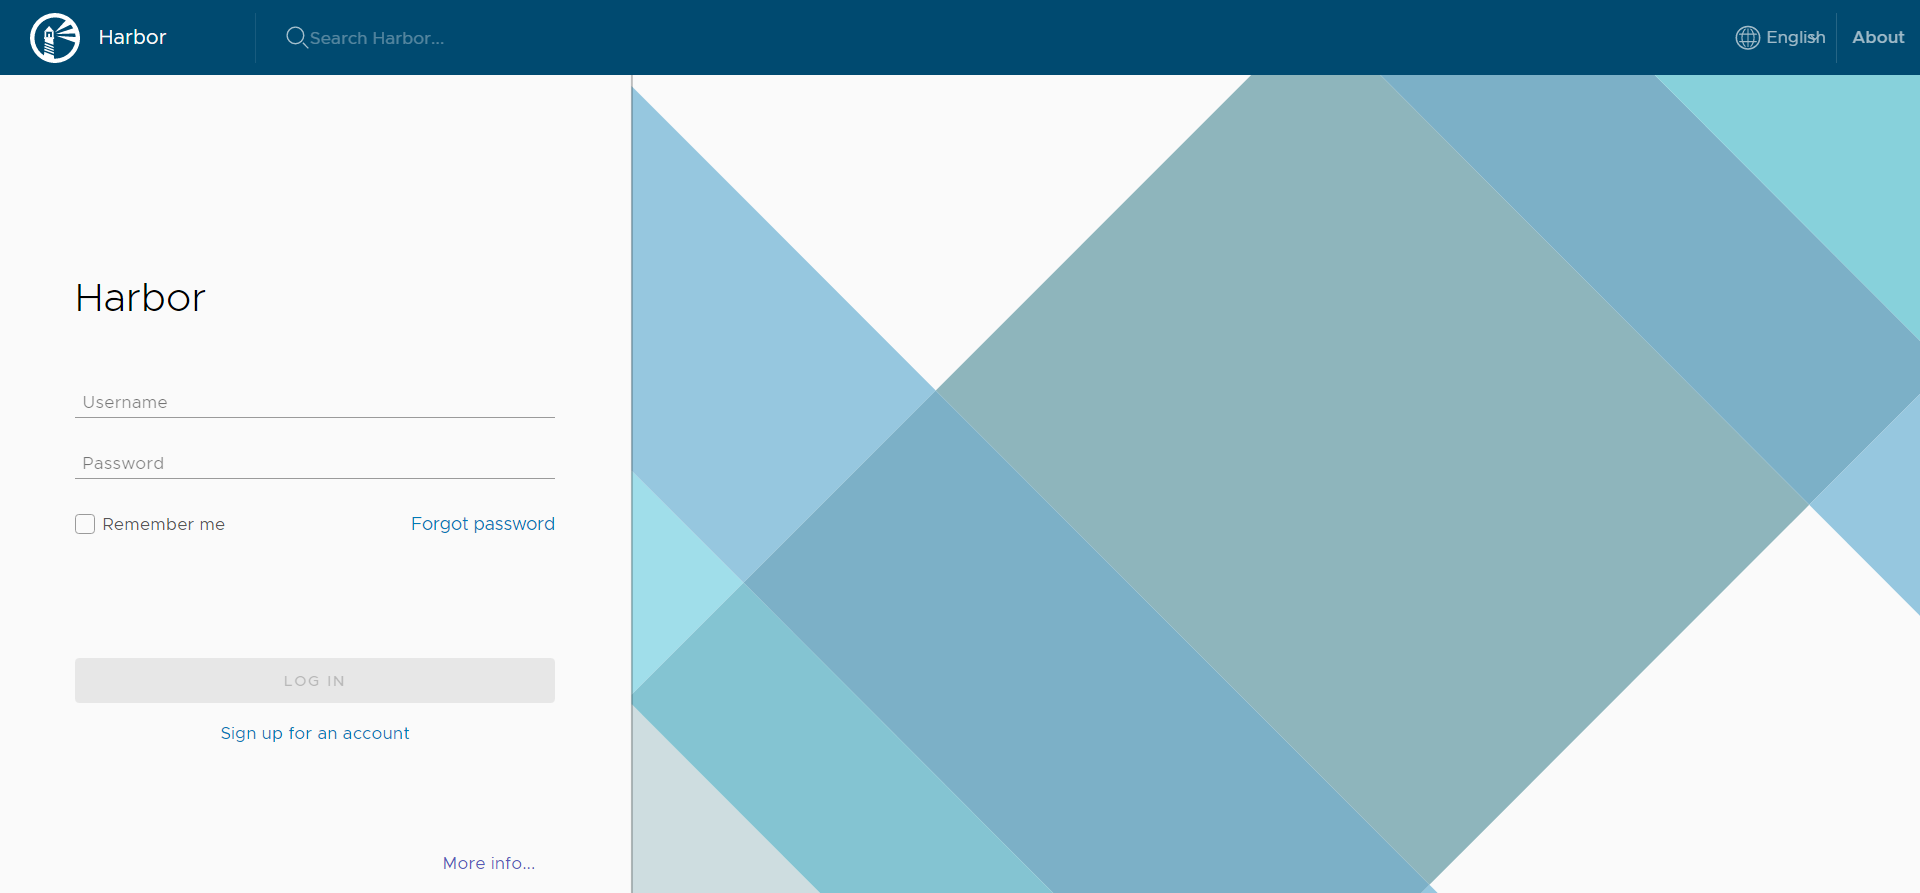 Harbor
Search Harbor...
English
About
Harbor
Username
Password
Remember me
Forgot password
LOG IN
Sign up for an account
More info...